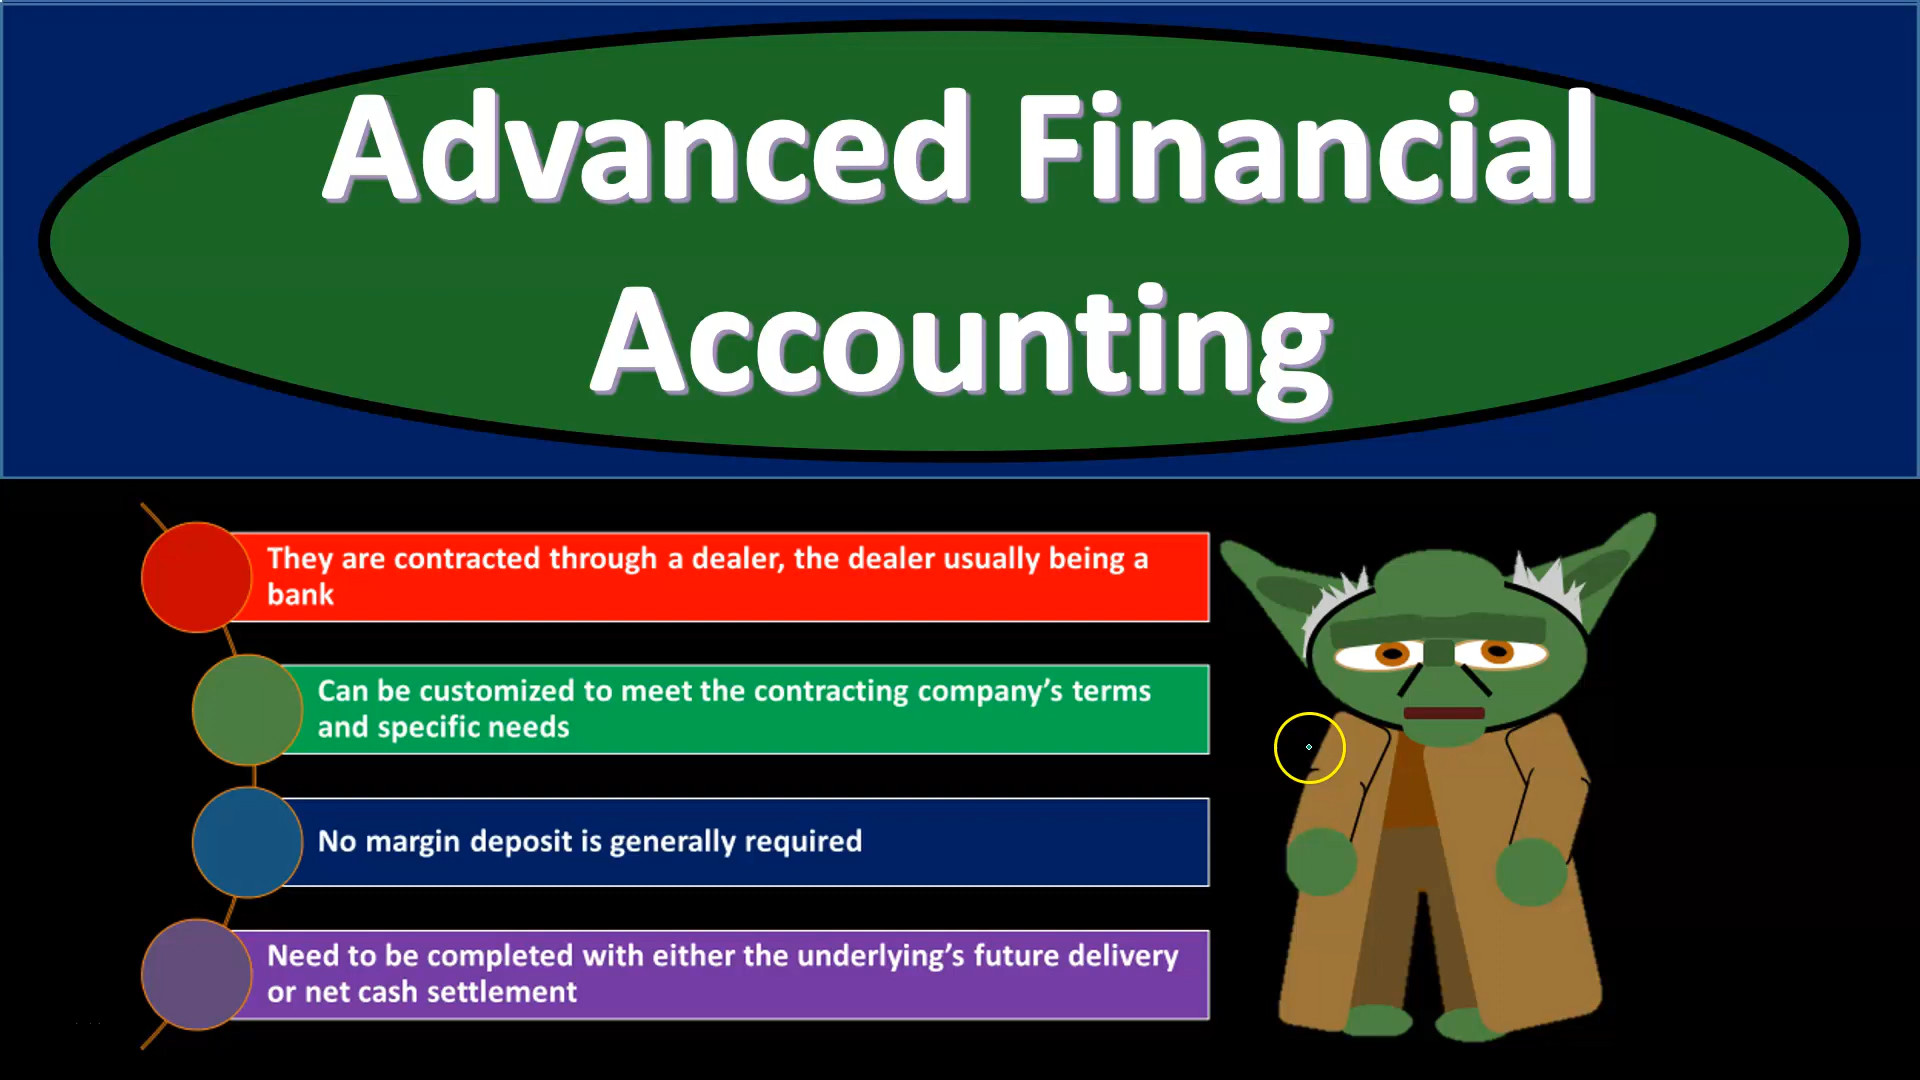 Advanced Financial
Accounting
They are contracted through a dealer, the dealer usually being a
bank
Can be customized to meet the contracting company’s terms
and specific needs
No margin deposit is generally required
Need to be completed with either the underlying’s future delivery
or net cash settlement